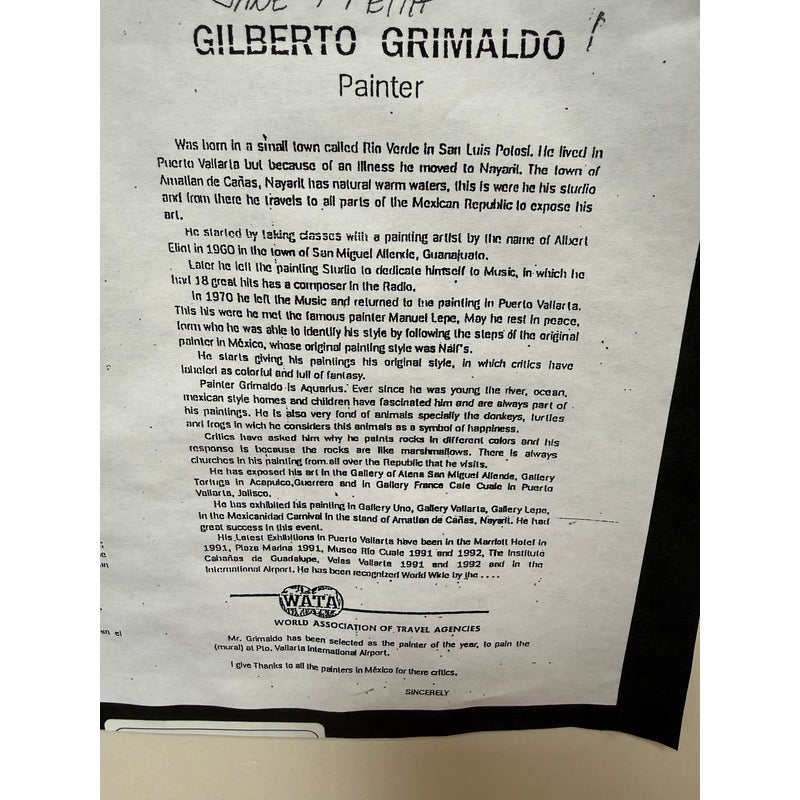 GILBERTO GRIMALDO
Painter
Was born in a small town called Rio Verde in San Luis Potosi. He lived in
Puerto Vallarta but because of an illness he moved to Nayarit. The town of
Amatlan de Cañas, Nayarit has natural warm waters, this is were he his studio
and from there he travels to all parts of the Mexican Republic to expose his
art.
He started by taking classes with a painting artist by the name of Albert
Eliot in 1960 in the town of San Miguel Allende, Guanajuato.
Later he left the painting Studio to dedicate himself to Music, in which he
had 18 great hits has a composer in the Radio.
In 1970 he left the Music and returned to the painting in Puerto Vallarta.
This his were he met the famous painter Manuel Lepe, May he rest in peace,
form who he was able to identify his style by following the steps of the original
painter in México, whose original painting style was Naif's.
He starts giving his paintings his original style, in which critics have
labeled as colorful and full of fantasy.
Painter Grimaldo is Aquarius. Ever since he was young the river, ocean,
mexican style homes and children have fascinated him and are always part of
his paintings. He is also very fond of animals specially the donkeys, turtles
and frogs in wich he considers this animals as a symbol of happiness.
Critics have asked him why he paints rocks in different colors and his
response is because the rocks are like marshmallows. There is always
churches in his painting from all over the Republic that he visits.
He has exposed his art in the Gallery of Atena San Miguel Allende, Gallery
Tortuga in Acapulco,Guerrero and in Gallery Franca Cafe Cuale in Puerto
Vallarta, Jalisco.
He has exhibited his painting in Gallery Uno, Gallery Vallarta, Gallery Lepe,
in the Mexicanidad Carnival in the stand of Amatlan de Cañas, Nayarit. He had
great success in this event.
His Latest Exhibitions in Puerto Vallarta have been in the Marriott Hotel in
1991, Plaza Marina 1991, Museo Río Cuale 1991 and 1992, The Instituto
Cabañas de Guadalupe, Velas Vallarta 1991 and 1992 and in the
International Airport. He has been recognized World Wide by the ....
WATA
WORLD ASSOCIATION OF TRAVEL AGENCIES
Mr. Grimaldo has been selected as the painter of the year, to pain the
(mural) at Pto. Vallarta International Airport.
I give Thanks to all the painters in México for there critics.
SINCERELY
en el